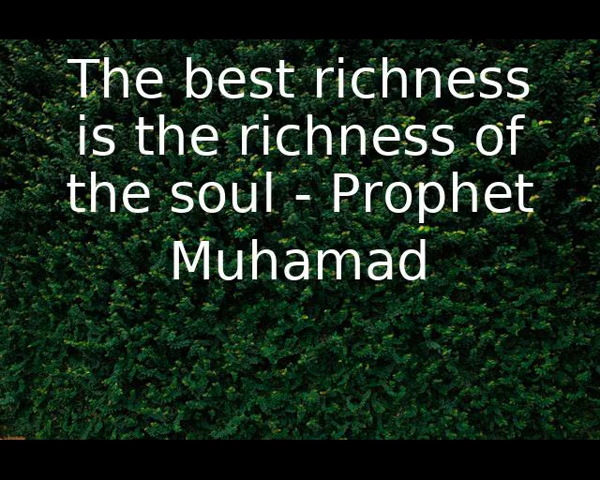 The best richness
is the richness of
the soul - Prophet
Muhamad